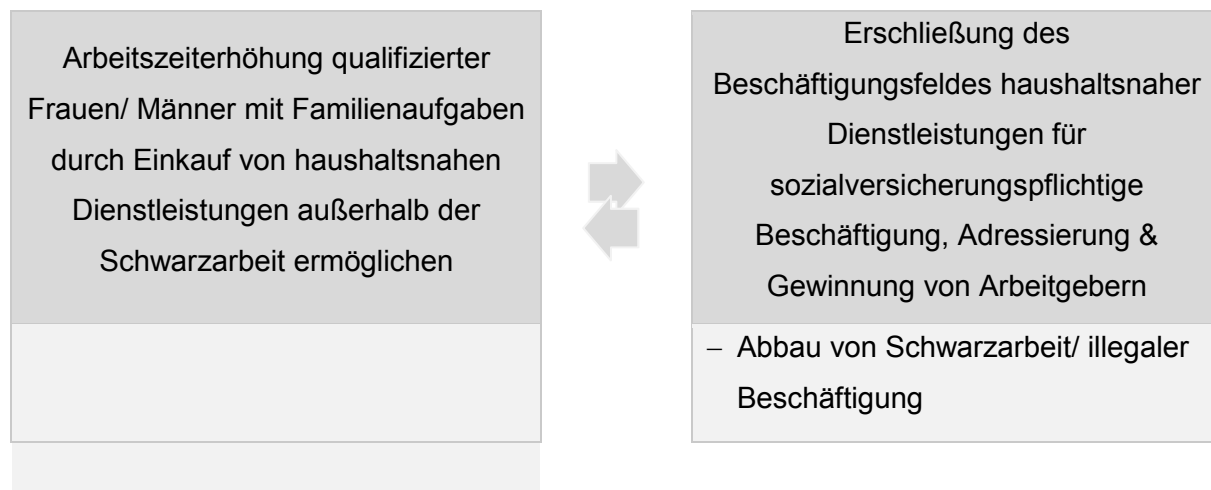 Arbeitszeiterhöhung qualifizierter
Frauen/ Männer mit Familienaufgaben
durch Einkauf von haushaltsnahen
Dienstleistungen außerhalb der
Schwarzarbeit ermöglichen
Erschließung des
Beschäftigungsfeldes haushaltsnaher
Dienstleistungen für
sozialversicherungspflichtige
Beschäftigung, Adressierung &
Gewinnung von Arbeitgebern
– Abbau von Schwarzarbeit/ illegaler
Beschäftigung